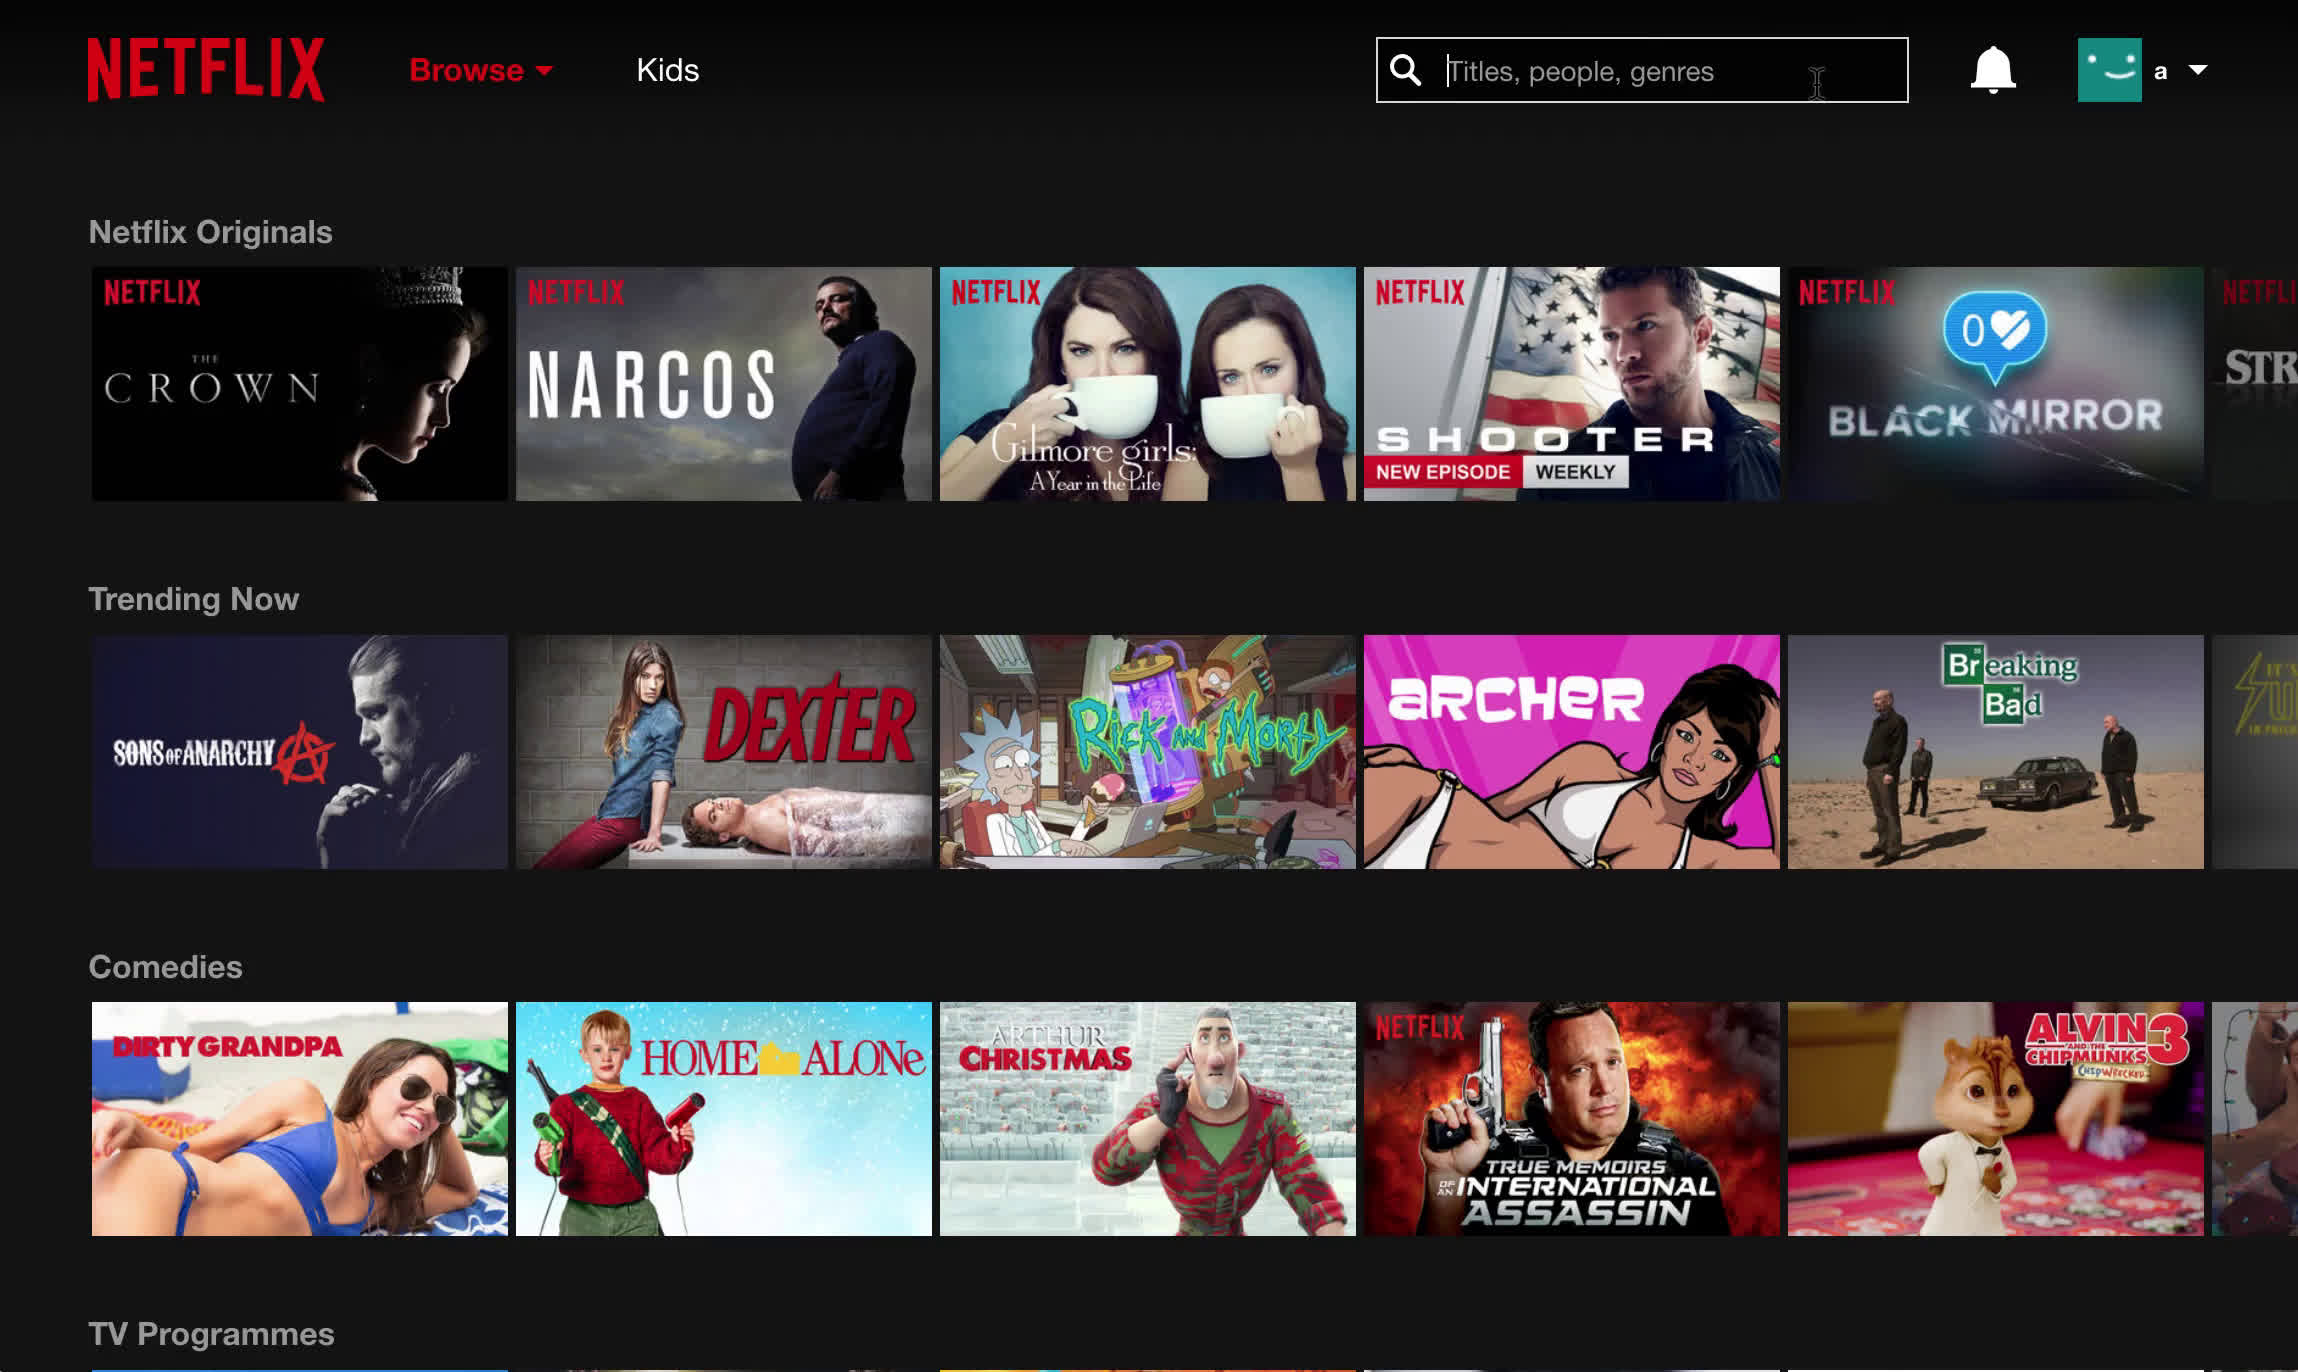 NETFLIX
Browse
Kids
Titles, people, genres
a
Netflix Originals
NETFLIX
THE
CROWN
NETFLIX
NARCOS
NETFLIX
Gilmore girls:
A Year in the Life
NETFLIX
SHOOTER
NEW EPISODE WEEKLY
NETFLIX
0
BLACK MIRROR
NETFLI
STR
Trending Now
SONS OF ANARCHY
DEXTER
Rick AND Morty
ARCHER
Breaking
Bad
IT'S
Comedies
DIRTY GRANDPA
HOME ALONe
ARTHUR
CHRISTMAS
NETFLIX
TRUE MEMOIRS
OF AN INTERNATIONAL
ASSASSIN
ALVIN
AND THE
CHIPMUNKS 3
CHIPWRECKED
TV Programmes